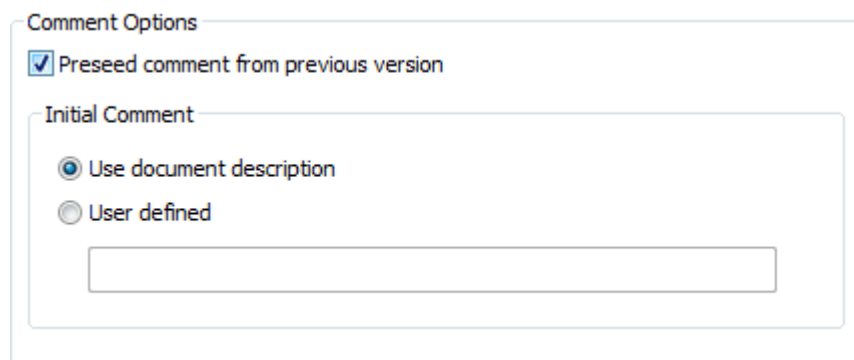 Comment Options
Preseed comment from previous version
Initial Comment
Use document description
User defined